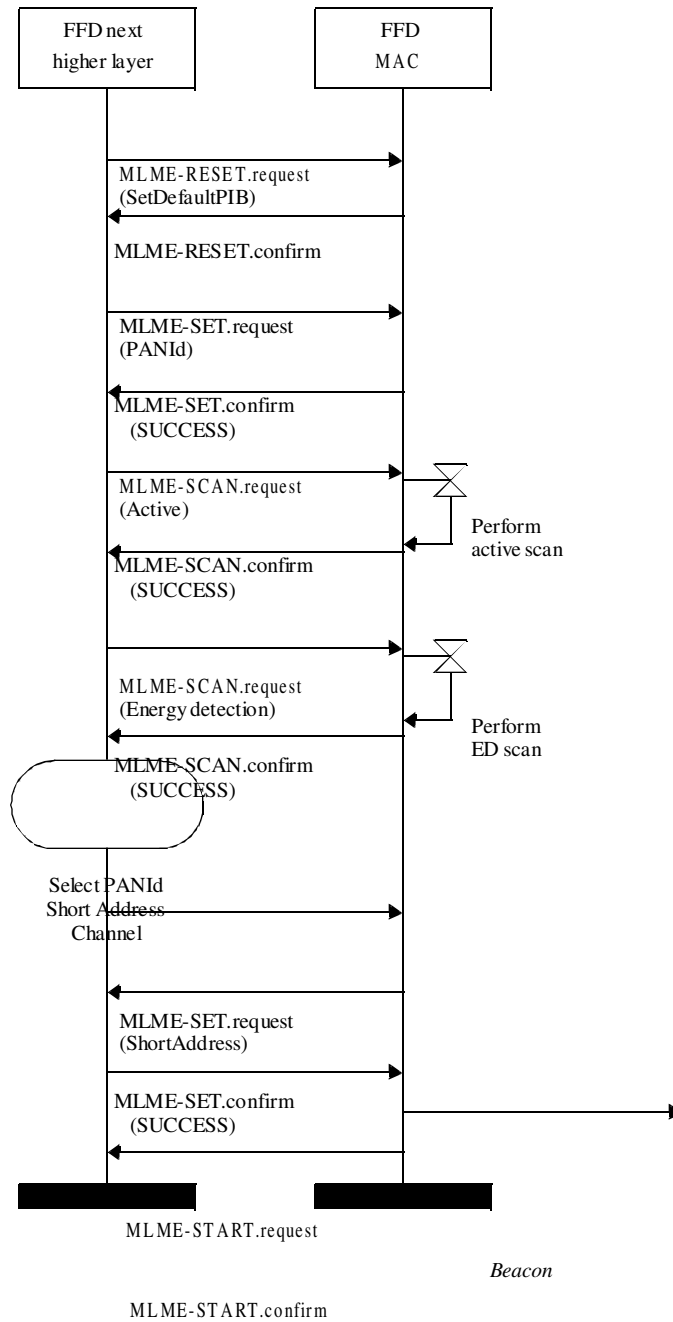 FFD next
higher layer
FFD
MAC
MLME-RESET.request
(SetDefaultPIB)
MLME-RESET.confirm
MLME-SET.request
(PANId)
MLME-SET.confirm
(SUCCESS)
MLME-SCAN.request
(Active)
Perform
active scan
MLME-SCAN.confirm
(SUCCESS)
MLME-SCAN.request
(Energy detection)
Perform
ED scan
MLME-SCAN.confirm
(SUCCESS)
Select PANId
Short Address
Channel
MLME-SET.request
(ShortAddress)
MLME-SET.confirm
(SUCCESS)
MLME-START.request
Beacon
MLME-START.confirm